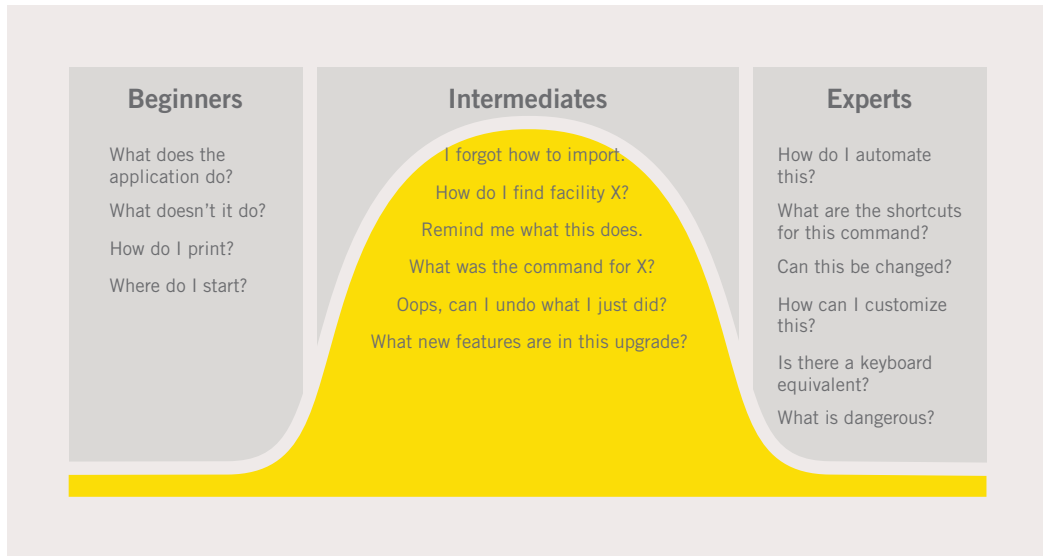 Beginners
What does the
application do?
What doesn’t it do?
How do I print?
Where do I start?
Intermediates
I forgot how to import.
How do I find facility X?
Remind me what this does.
What was the command for X?
Oops, can I undo what I just did?
What new features are in this upgrade?
Experts
How do I automate
this?
What are the shortcuts
for this command?
Can this be changed?
How can I customize
this?
Is there a keyboard
equivalent?
What is dangerous?